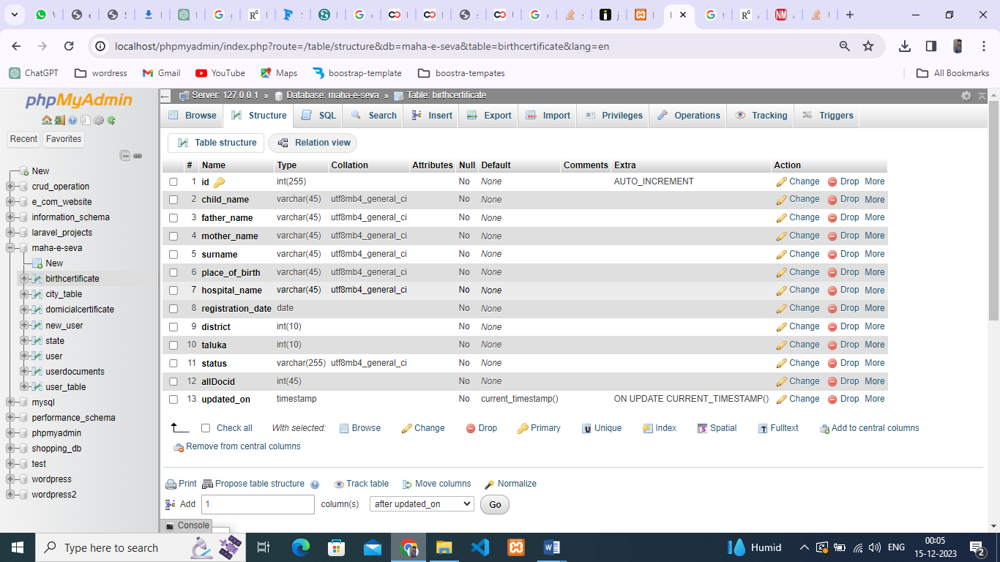 localhost/phpmyadmin/index.php?route=/table/structure&db=maha-e-seva&table=birthcertificate&lang=en
ChatGPT wordress Gmail YouTube Maps boostrap-template boostra-tempates All Bookmarks
phpMyAdmin
Recent Favorites
New
crud_operation
e_com_website
information_schema
laravel_projects
maha-e-seva
New
birthcertificate
city_table
domicialcertificate
new_user
state
user
userdocuments
user_table
mysql
performance_schema
phpmyadmin
shopping_db
test
wordpress
wordpress2
Server: 127.0.0.1 » Database: maha-e-seva » Table: birthcertificate
Browse Structure SQL Search Insert Export Import Privileges Operations Tracking Triggers
Table structure Relation view
# Name Type Collation Attributes Null Default Comments Extra Action
1 id int(255) No None AUTO_INCREMENT Change Drop More
2 child_name varchar(45) utf8mb4_general_ci No None Change Drop More
3 father_name varchar(45) utf8mb4_general_ci No None Change Drop More
4 mother_name varchar(45) utf8mb4_general_ci No None Change Drop More
5 surname varchar(45) utf8mb4_general_ci No None Change Drop More
6 place_of_birth varchar(45) utf8mb4_general_ci No None Change Drop More
7 hospital_name varchar(45) utf8mb4_general_ci No None Change Drop More
8 registration_date date No None Change Drop More
9 district int(10) No None Change Drop More
10 taluka int(10) No None Change Drop More
11 status varchar(255) utf8mb4_general_ci No None Change Drop More
12 allDocid int(45) No None Change Drop More
13 updated_on timestamp No current_timestamp() ON UPDATE CURRENT_TIMESTAMP() Change Drop More
Check all With selected: Browse Change Drop Primary Unique Index Spatial Fulltext Add to central columns
Remove from central columns
Print Propose table structure Track table Move columns Normalize
Add 1 column(s) after updated_on Go
Console
Type here to search
Humid
ENG
00:05
15-12-2023
2